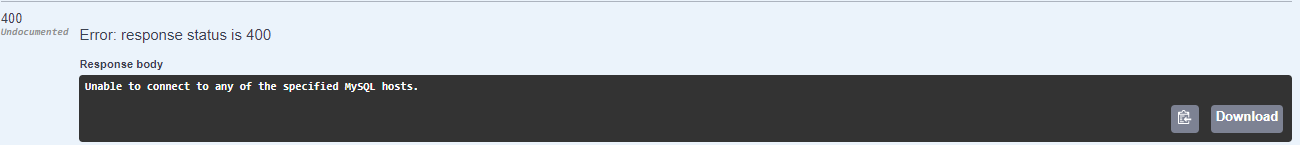 400
Undocumented
Error: response status is 400
Response body
Unable to connect to any of the specified MySQL hosts.
Download